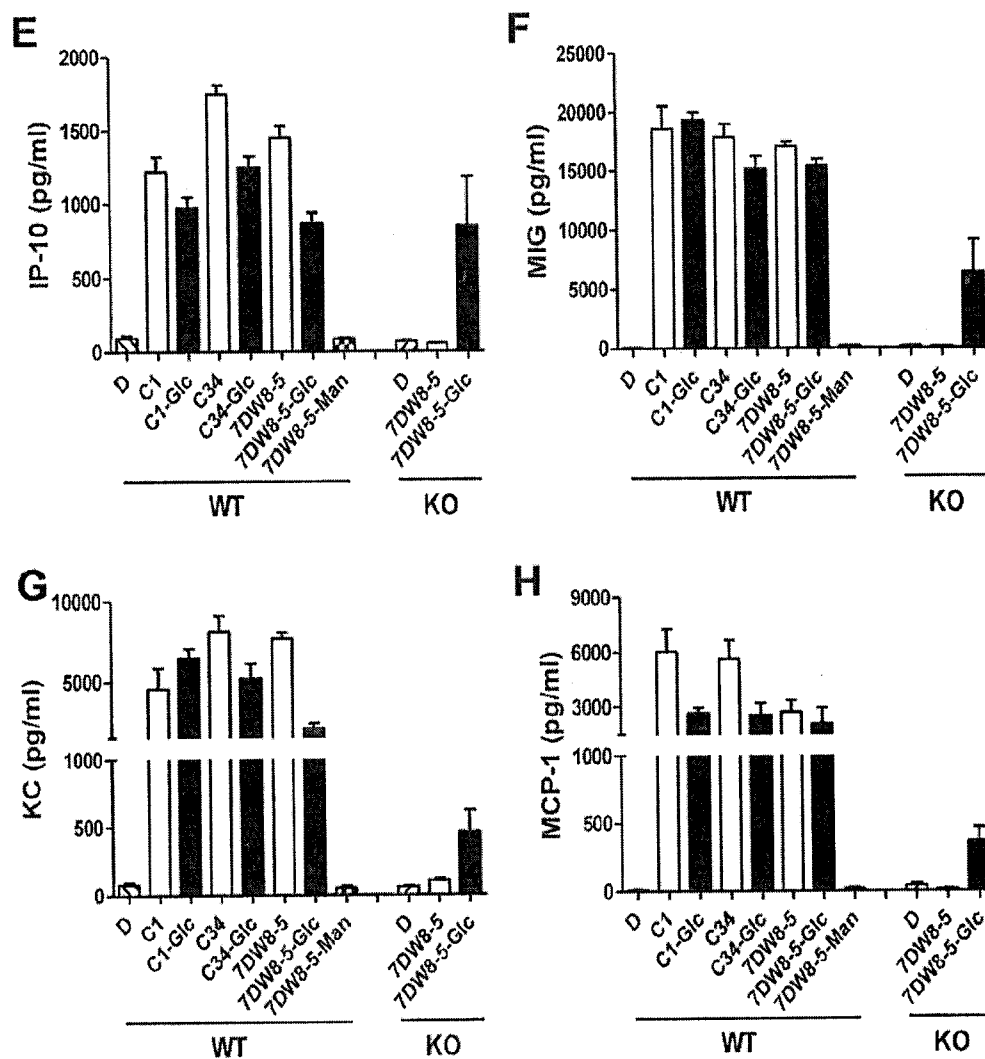 E
IP-10 (pg/ml)
2000
1500
1000
500
0
D
C1
C1-Glc
C34
C34-Glc
7DW8-5
7DW8-5-Glc
7DW8-5-Man
D
7DW8-5
7DW8-5-Glc
WT
KO
F
MIG (pg/ml)
25000
20000
15000
10000
5000
0
D
C1
C1-Glc
C34
C34-Glc
7DW8-5
7DW8-5-Glc
7DW8-5-Man
D
7DW8-5
7DW8-5-Glc
WT
KO
G
KC (pg/ml)
10000
5000
1000
500
0
D
C1
C1-Glc
C34
C34-Glc
7DW8-5
7DW8-5-Glc
7DW8-5-Man
D
7DW8-5
7DW8-5-Glc
WT
KO
H
MCP-1 (pg/ml)
9000
6000
3000
1000
500
0
D
C1
C1-Glc
C34
C34-Glc
7DW8-5
7DW8-5-Glc
7DW8-5-Man
D
7DW8-5
7DW8-5-Glc
WT
KO